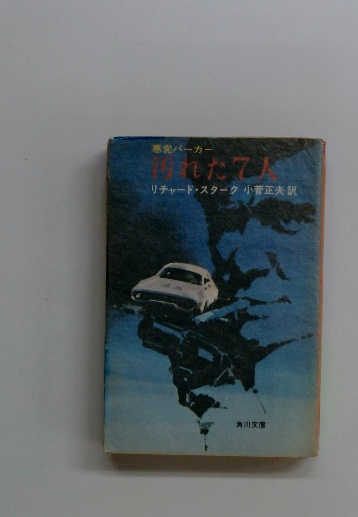 悪党パーカー
汚れた7人
リチャード・スターク 小菅正夫訳
角川文庫